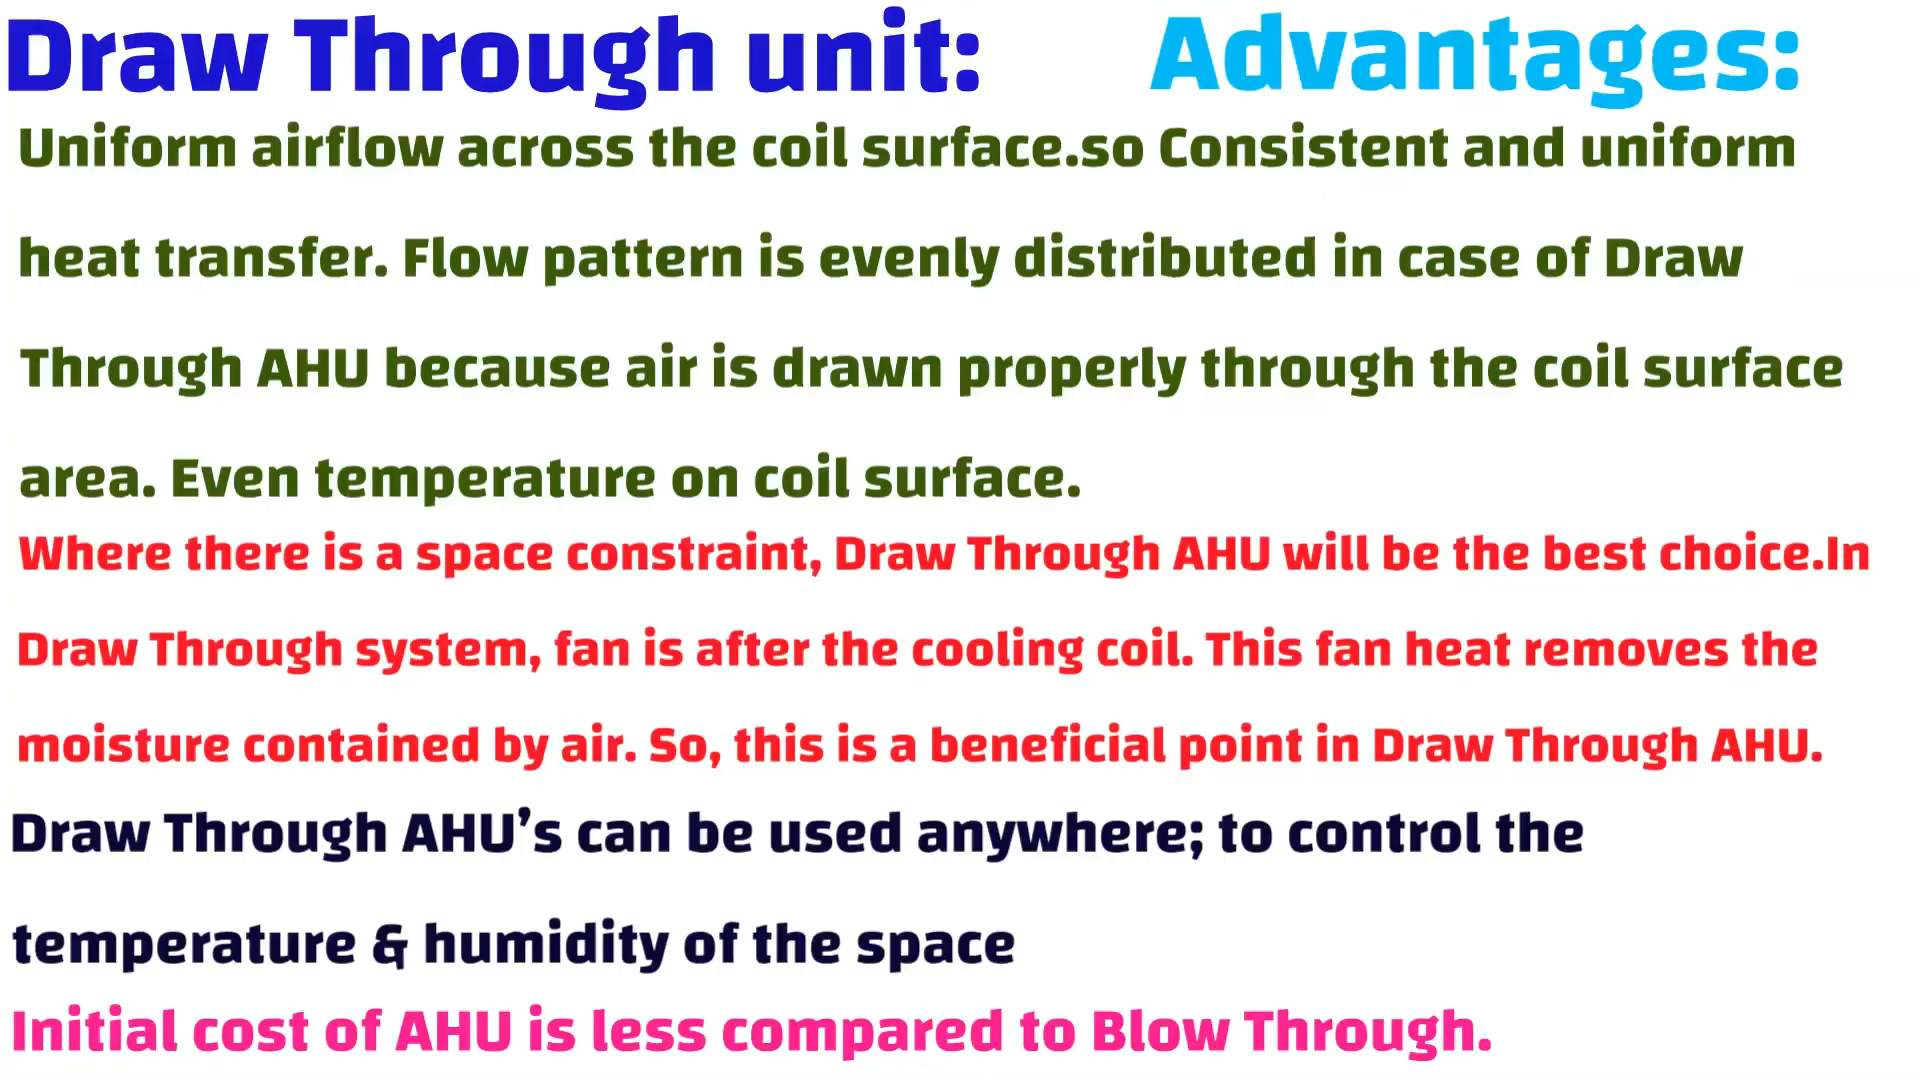 Draw Through unit: Advantages:
Uniform airflow across the coil surface.so Consistent and uniform
heat transfer. Flow pattern is evenly distributed in case of Draw
Through AHU because air is drawn properly through the coil surface
area. Even temperature on coil surface.
Where there is a space constraint, Draw Through AHU will be the best choice.In
Draw Through system, fan is after the cooling coil. This fan heat removes the
moisture contained by air. So, this is a beneficial point in Draw Through AHU.
Draw Through AHU’s can be used anywhere; to control the
temperature & humidity of the space
Initial cost of AHU is less compared to Blow Through.